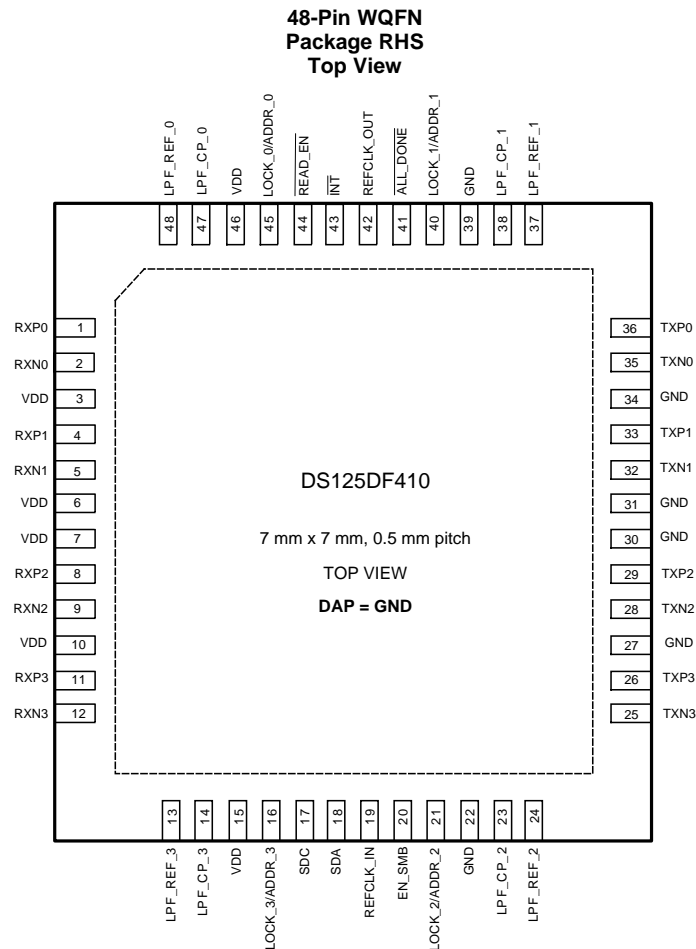 48-Pin WQFN
Package RHS
Top View
LPF_REF_0
LPF_CP_0
VDD
LOCK_0/ADDR_0
READ_EN
INT
REFCLK_OUT
ALL_DONE
LOCK_1/ADDR_1
GND
LPF_CP_1
LPF_REF_1
48
47
46
45
44
43
42
41
40
39
38
37
RXP0 1
RXN0 2
VDD 3
RXP1 4
RXN1 5
VDD 6
VDD 7
RXP2 8
RXN2 9
VDD 10
RXP3 11
RXN3 12
DS125DF410
7 mm x 7 mm, 0.5 mm pitch
TOP VIEW
DAP = GND
36 TXP0
35 TXN0
34 GND
33 TXP1
32 TXN1
31 GND
30 GND
29 TXP2
28 TXN2
27 GND
26 TXP3
25 TXN3
13
14
15
16
17
18
19
20
21
22
23
24
LPF_REF_3
LPF_CP_3
VDD
LOCK_3/ADDR_3
SDC
SDA
REFCLK_IN
EN_SMB
LOCK_2/ADDR_2
GND
LPF_CP_2
LPF_REF_2